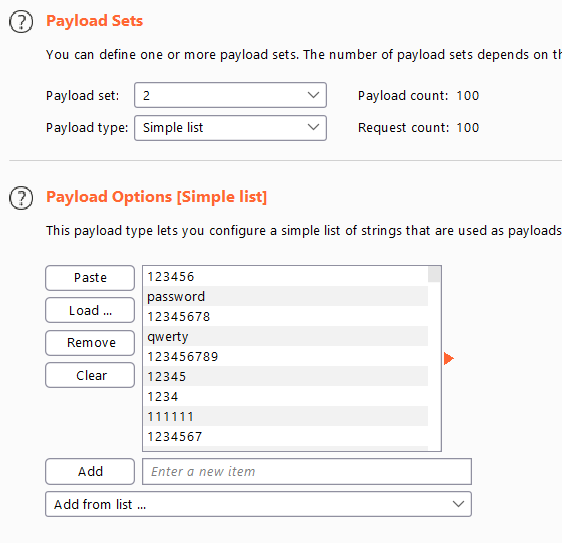 Payload Sets
You can define one or more payload sets. The number of payload sets depends on
Payload set: 2 Payload count: 100
Payload type: Simple list Request count: 100
Payload Options [Simple list]
This payload type lets you configure a simple list of strings that are used as payloads
Paste
Load ...
Remove
Clear
123456
password
12345678
qwerty
123456789
12345
1234
111111
1234567
Add Enter a new item
Add from list ...